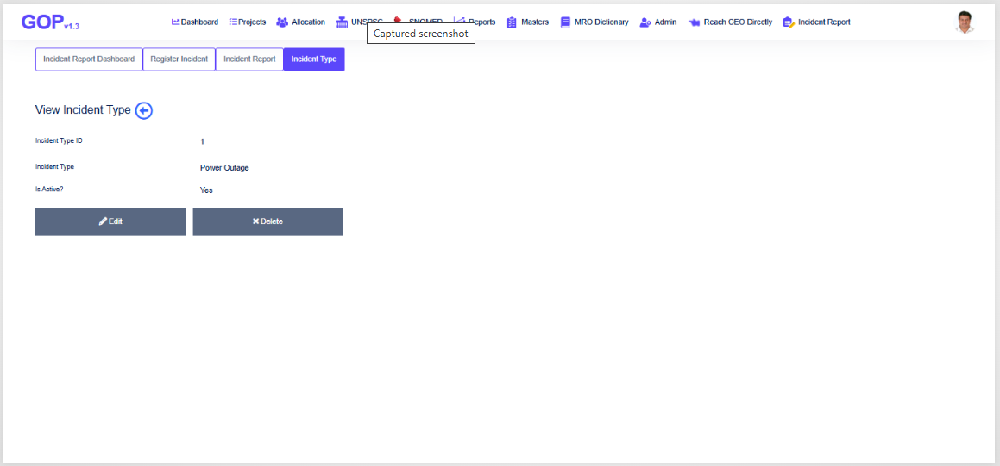 GOP v1.3 Dashboard Projects Allocation UNSPSC SNOMED Reports Masters MRO Dictionary Admin Reach CEO Directly Incident Report
Captured screenshot
Incident Report Dashboard Register Incident Incident Report Incident Type
View Incident Type
Incident Type ID 1
Incident Type Power Outage
Is Active? Yes
Edit Delete